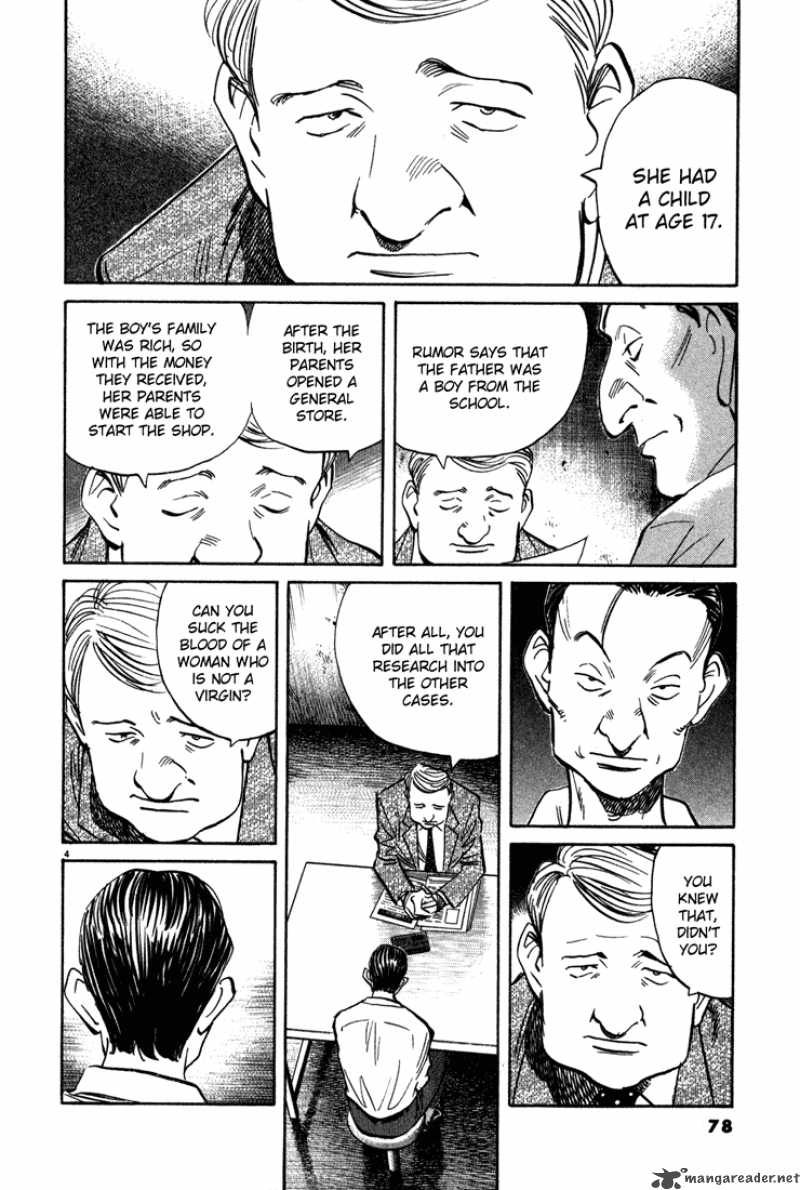 SHE HAD
A CHILD
AT AGE 17.
RUMOR SAYS THAT
THE FATHER WAS
A BOY FROM THE
SCHOOL.
AFTER THE
BIRTH, HER
PARENTS
OPENED A
GENERAL
STORE.
THE BOY'S FAMILY
WAS RICH, SO
WITH THE MONEY
THEY RECEIVED,
HER PARENTS
WERE ABLE TO
START THE SHOP.
YOU
KNEW
THAT,
DIDN'T
YOU?
AFTER ALL, YOU
DID ALL THAT
RESEARCH INTO
THE OTHER
CASES.
CAN YOU
SUCK THE
BLOOD OF A
WOMAN WHO
IS NOT A
VIRGIN?
4
78
mangareader.net